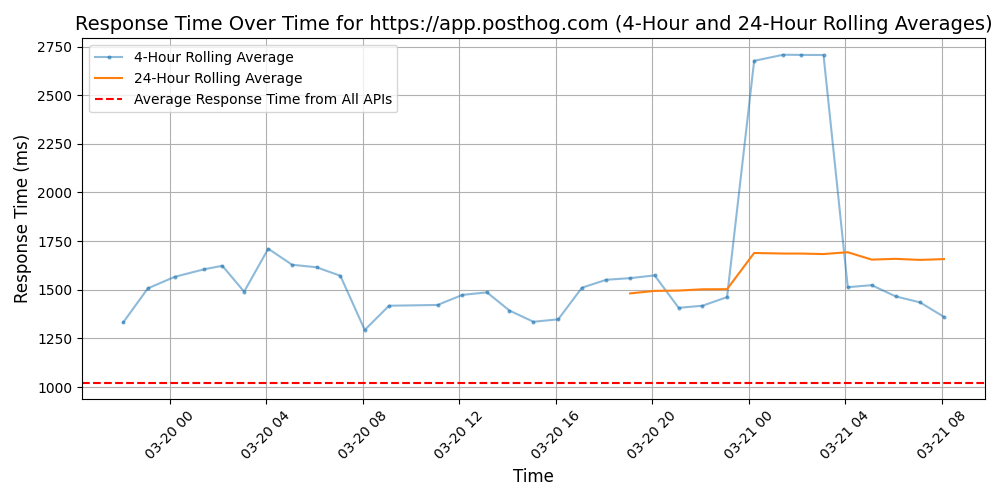 Response Time Over Time for https://app.posthog.com (4-Hour and 24-Hour Rolling Averages)
4-Hour Rolling Average
24-Hour Rolling Average
Average Response Time from All APIs
Response Time (ms)
2750
2500
2250
2000
1750
1500
1250
1000
03-20 00
03-20 04
03-20 08
03-20 12
03-20 16
03-20 20
03-21 00
03-21 04
03-21 08
Time